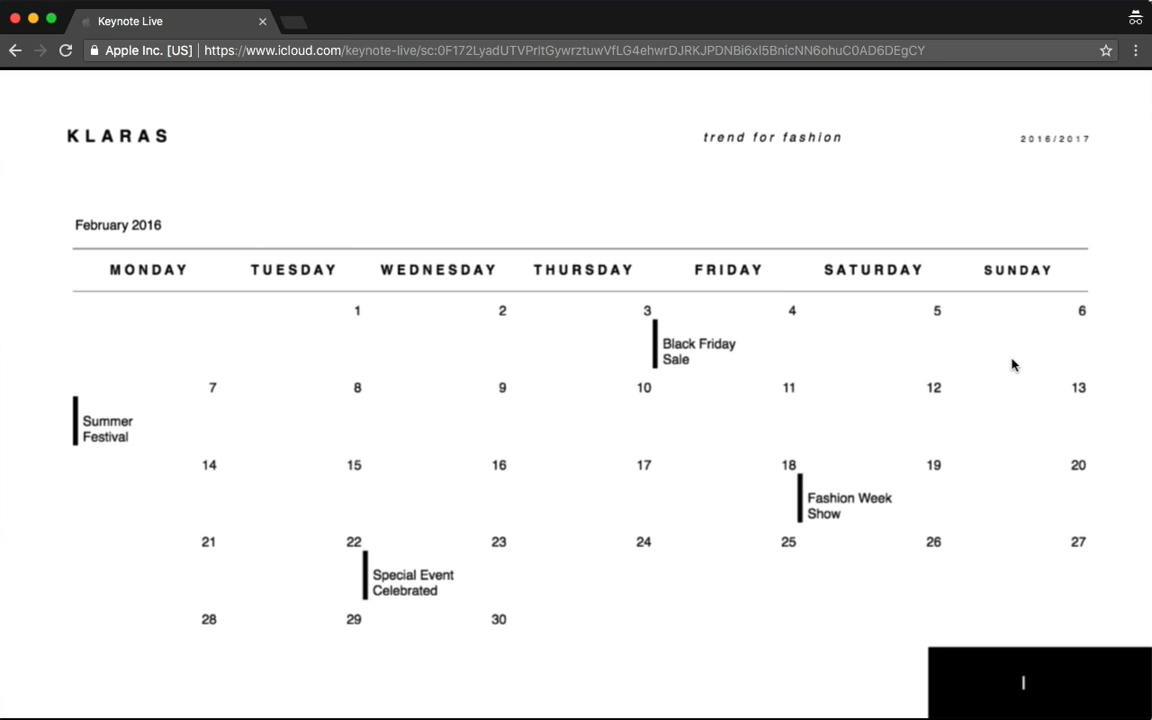 Keynote Live
Apple Inc. [US] | https://www.icloud.com/keynote-live/sc:0F172LyadUTVPrltGywrztuwVfLG4ehwrDJRKJPDNBi6xI5BnicNN6ohuC0AD6DEgCY
KLARAS trend for fashion 2016/2017
February 2016
MONDAY TUESDAY WEDNESDAY THURSDAY FRIDAY SATURDAY SUNDAY
1 2 3 4 5 6
Black Friday
Sale
7 8 9 10 11 12 13
Summer
Festival
14 15 16 17 18 19 20
Fashion Week
Show
21 22 23 24 25 26 27
Special Event
Celebrated
28 29 30